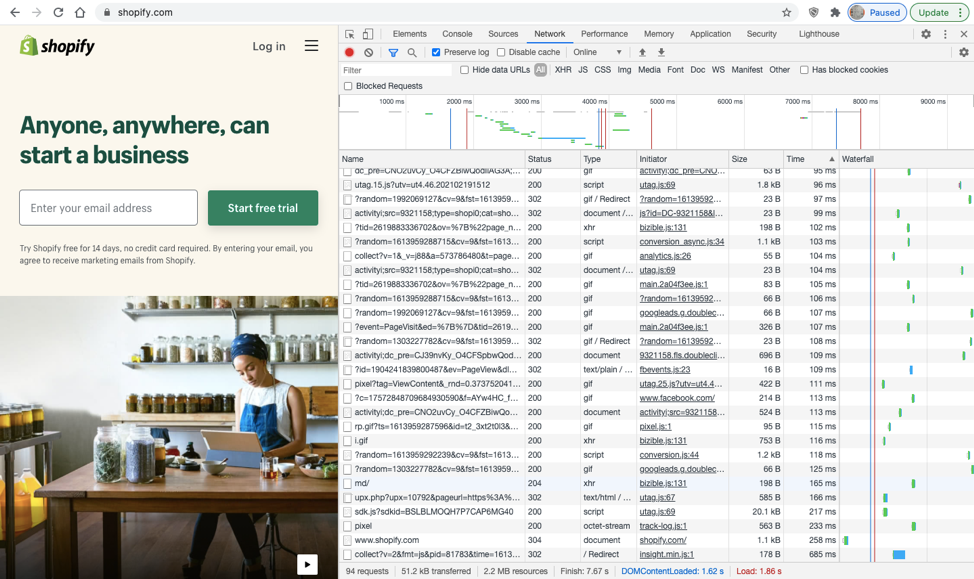 shopify.com
Paused
Update
shopify
Log in
Anyone, anywhere, can
start a business
Enter your email address
Start free trial
Try Shopify free for 14 days, no credit card required. By entering your email, you
agree to receive marketing emails from Shopify.
Elements Console Sources Network Performance Memory Application Security Lighthouse
Preserve log Disable cache Online
Filter Hide data URLs All XHR JS CSS Img Media Font Doc WS Manifest Other Has blocked cookies
Blocked Requests
1000 ms 2000 ms 3000 ms 4000 ms 5000 ms 6000 ms 7000 ms 8000 ms 9000 ms
Name Status Type Initiator Size Time Waterfall
200 gif 63 B 95 ms
utag.15.js?utv=ut4.46.202102191512 200 script utag.js:69 1.8 kB 96 ms
?random=1992069121&cv=9&fst=1613959... 302 gif / Redirect ?random=16139592... 23 B 97 ms
activityi;src=9321158;type=shopi0;cat=sho... 302 document /... js?id=DC-9321158&l... 23 B 99 ms
?tid=2619883336702&ov=%7B%22page_n... 200 xhr bizible.js:131 198 B 102 ms
?random=1613959288715&cv=9&fst=16139... 200 script conversion_async.js:34 1.1 kB 103 ms
collect?v=1&_v=j88&a=573786480&t=page... 200 gif analytics.js:26 55 B 104 ms
activityi;src=9321158;type=shopi0;cat=sho... 302 document /... utag.js:69 23 B 104 ms
?tid=2619883336702&ov=%7B%22page_n... 200 gif main.2a04f3ee.js:1 83 B 105 ms
?random=1613959288715&cv=9&fst=16139... 200 gif ?random=16139592... 66 B 106 ms
?random=1992069121&cv=9&fst=1613959... 200 gif googleads.g.doublec... 66 B 107 ms
?event=PageVisit&ed=%7B%7D&tid=2619... 200 gif main.2a04f3ee.js:1 326 B 107 ms
?random=1303227782&cv=9&fst=1613959... 302 gif / Redirect ?random=16139592... 23 B 108 ms
activity;dc_pre=CJ39nvKy_O4CFSpbwQod... 200 document 9321158.fls.doublecli... 696 B 109 ms
?id=1904241839800487&ev=PageView&dl... 302 text/plain /... fbevents.js:23 16 B 109 ms
pixel?tag=ViewContent&_rnd=0.373752041... 200 gif utag.25.js?utv=ut4.4... 422 B 111 ms
?c=1757284870968493059​0&f=AYw4HC_f... 200 gif www.facebook.com/ 214 B 113 ms
activity;dc_pre=CNO2uvCy_O4CFZBiwQo... 200 document activityi;src=9321158... 524 B 113 ms
rp.gif?ts=1613959287596&id=t2_3xt2t0l3&... 200 gif pixel.js:1 95 B 115 ms
i.gif 200 xhr bizible.js:131 753 B 116 ms
?random=1613959292239&cv=9&fst=16139... 200 script conversion.js:44 1.2 kB 118 ms
?random=1303227782&cv=9&fst=1613959... 200 gif googleads.g.doublec... 66 B 125 ms
md/ 204 xhr bizible.js:131 198 B 165 ms
upx.php?upx=10792&pageurl=https%3A%... 302 text/html / ... utag.js:67 585 B 166 ms
sdk.js?sdkid=BSLBLMOQH7P7CAP6MG40 200 script utag.js:69 20.1 kB 217 ms
pixel 200 octet-stream track-log.js:1 563 B 233 ms
www.shopify.com 304 document shopify.com/ 1.1 kB 258 ms
collect?v=2&fmt=js&pid=81783&time=1613... 302 / Redirect insight.min.js:1 178 B 685 ms
94 requests 51.2 kB transferred 2.2 MB resources Finish: 7.67 s DOMContentLoaded: 1.62 s Load: 1.86 s